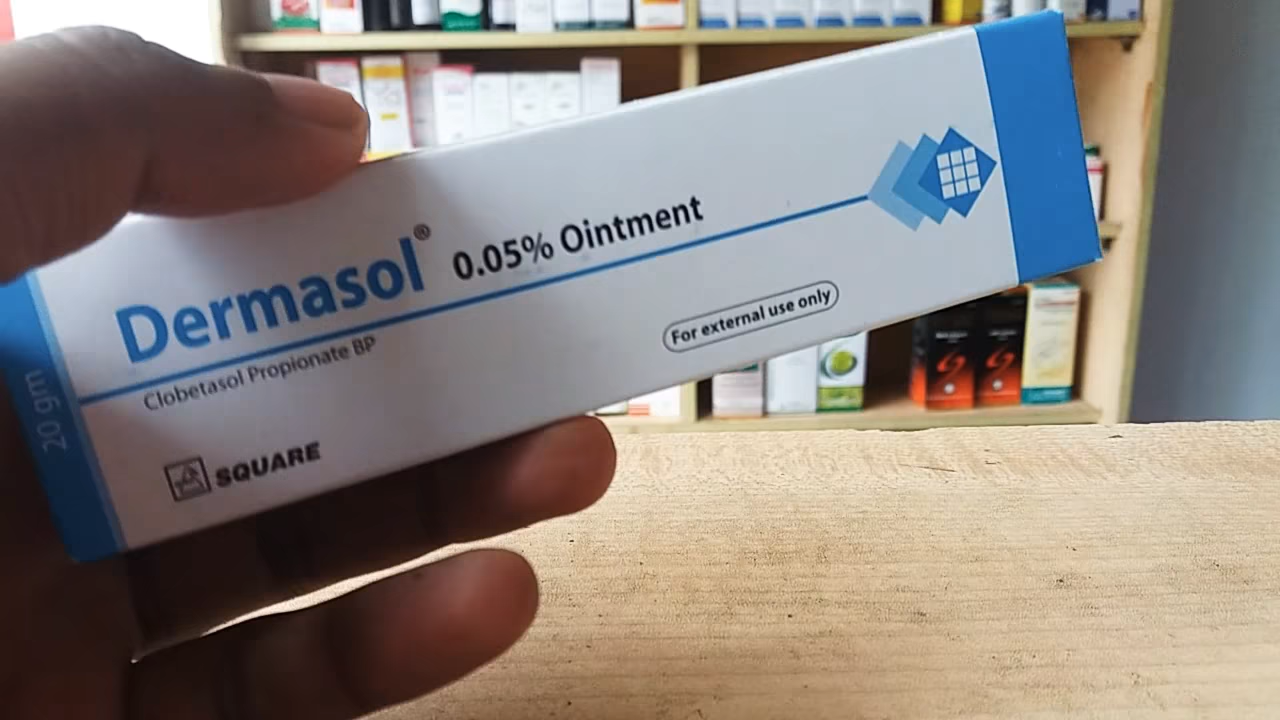 Dermasol® 0.05% Ointment
Clobetasol Propionate BP
For external use only
SQUARE
20 gm